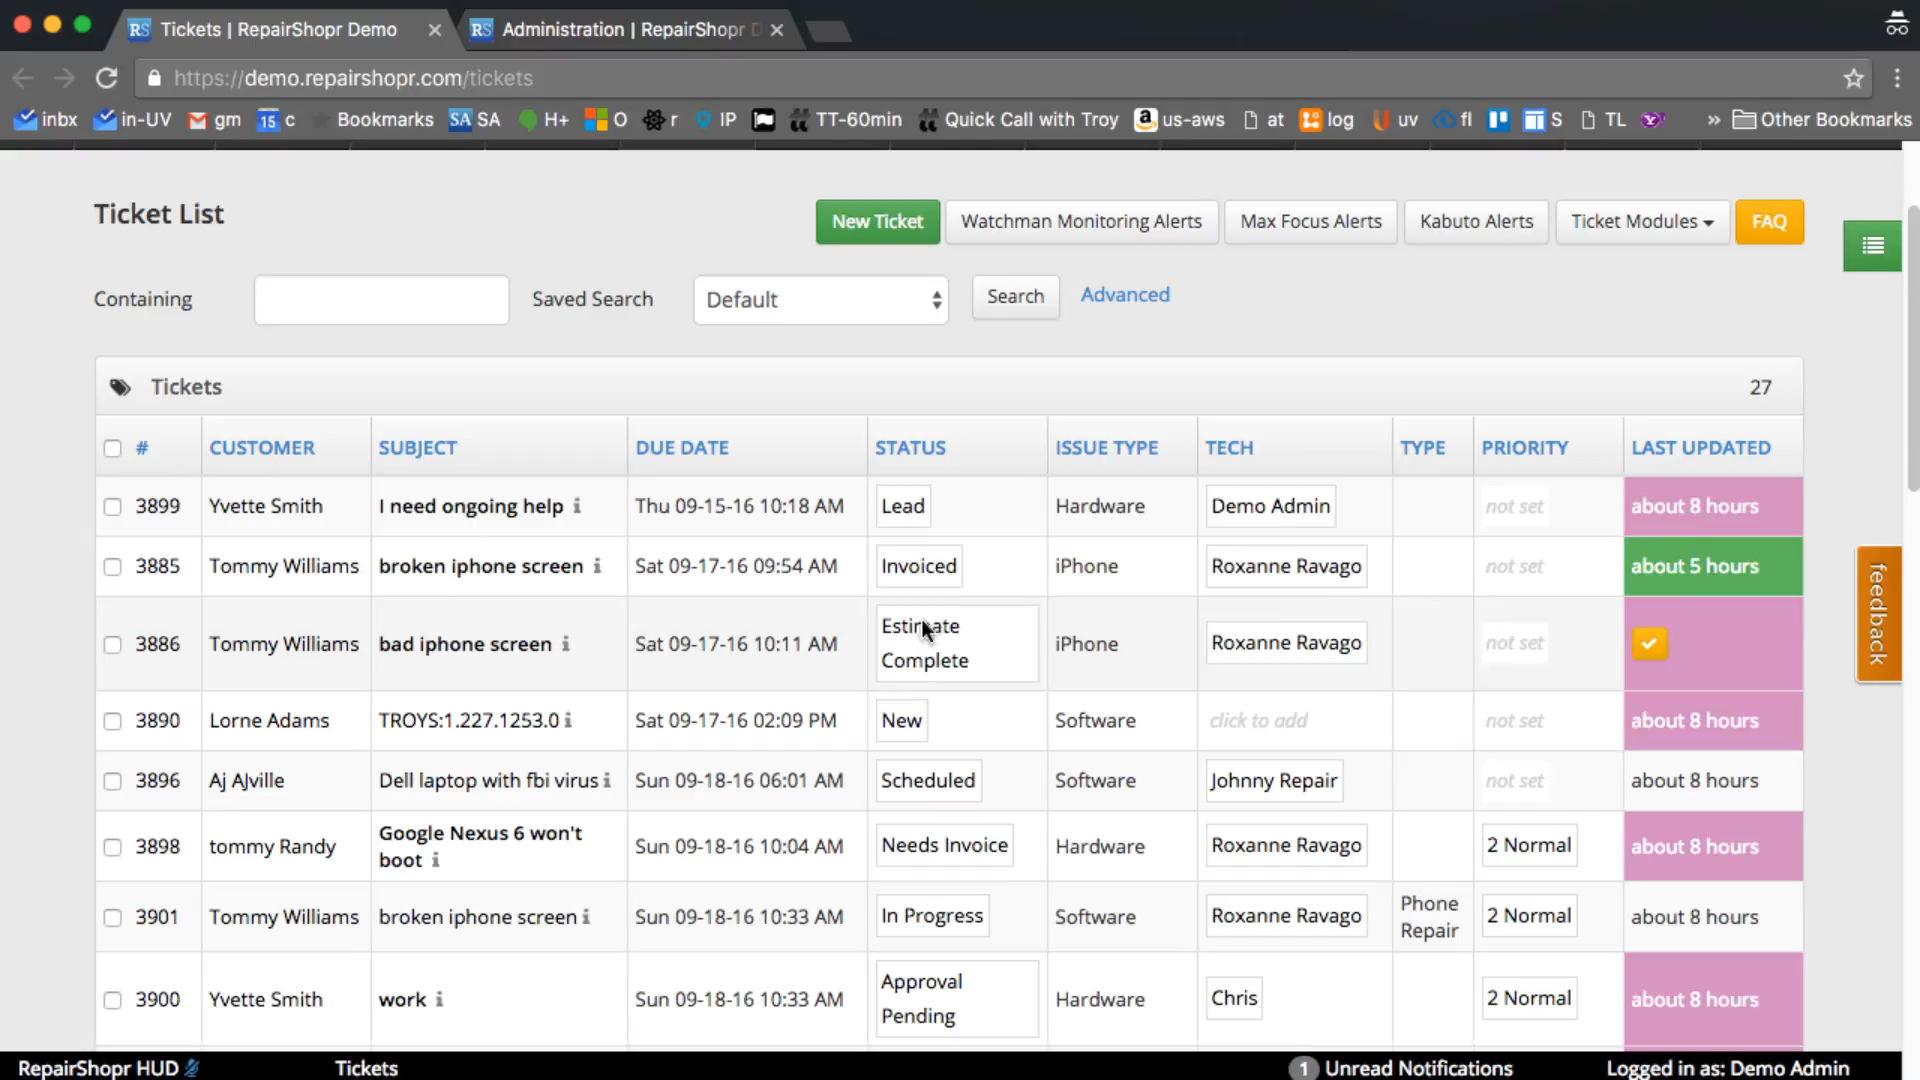 RS Tickets | RepairShopr Demo
RS Administration | RepairShopr D
https://demo.repairshopr.com/tickets
inbx in-UV gm 15 c Bookmarks SA SA H+ O r IP TT-60min Quick Call with Troy us-aws at log uv fl S TL » Other Bookmarks
Ticket List
New Ticket Watchman Monitoring Alerts Max Focus Alerts Kabuto Alerts Ticket Modules FAQ
Containing Saved Search Default Search Advanced
Tickets 27
# CUSTOMER SUBJECT DUE DATE STATUS ISSUE TYPE TECH TYPE PRIORITY LAST UPDATED
3899 Yvette Smith I need ongoing help Thu 09-15-16 10:18 AM Lead Hardware Demo Admin not set about 8 hours
3885 Tommy Williams broken iphone screen Sat 09-17-16 09:54 AM Invoiced iPhone Roxanne Ravago not set about 5 hours
3886 Tommy Williams bad iphone screen Sat 09-17-16 10:11 AM Estimate Complete iPhone Roxanne Ravago not set
3890 Lorne Adams TROYS:1.227.1253.0 Sat 09-17-16 02:09 PM New Software click to add not set about 8 hours
3896 Aj AJville Dell laptop with fbi virus Sun 09-18-16 06:01 AM Scheduled Software Johnny Repair not set about 8 hours
3898 tommy Randy Google Nexus 6 won't boot Sun 09-18-16 10:04 AM Needs Invoice Hardware Roxanne Ravago 2 Normal about 8 hours
3901 Tommy Williams broken iphone screen Sun 09-18-16 10:33 AM In Progress Software Roxanne Ravago Phone Repair 2 Normal about 8 hours
3900 Yvette Smith work Sun 09-18-16 10:33 AM Approval Pending Hardware Chris 2 Normal about 8 hours
feedback
RepairShopr HUD Tickets 1 Unread Notifications Logged in as: Demo Admin